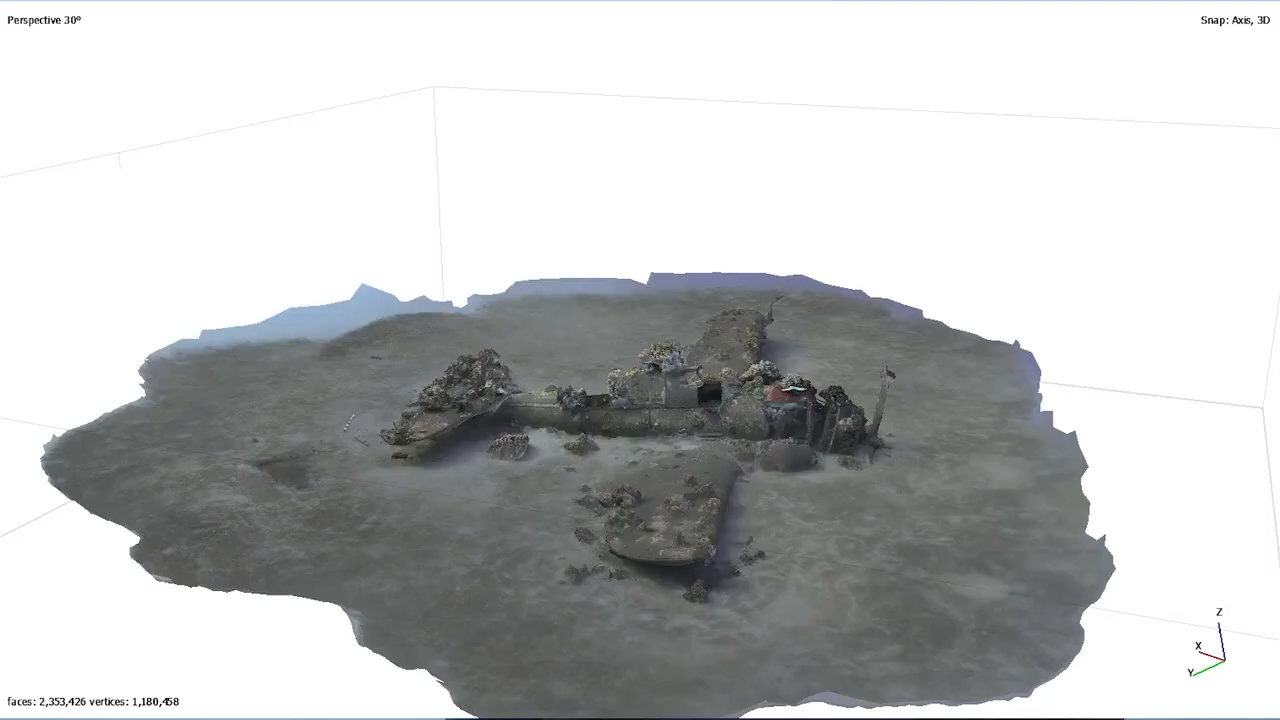 Perspective 30°
Snap: Axis, 3D
Z
X
Y
faces: 2,353,426 vertices: 1,180,458